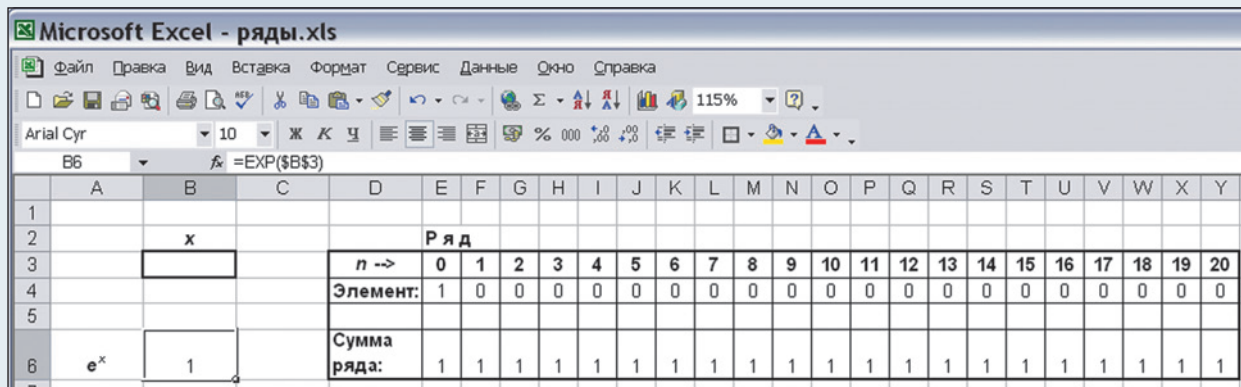 Microsoft Excel - ряды.xls
Файл Правка Вид Вставка Формат Сервис Данные Окно Справка
115%
Arial Cyr 10 Ж К Ч % 000
B6 fx =EXP($B$3)
A B C D E F G H I J K L M N O P Q R S T U V W X Y
1
2 x Ряд
3 n --> 0 1 2 3 4 5 6 7 8 9 10 11 12 13 14 15 16 17 18 19 20
4 Элемент: 1 0 0 0 0 0 0 0 0 0 0 0 0 0 0 0 0 0 0 0 0
5
Сумма
6 e^x 1 ряда: 1 1 1 1 1 1 1 1 1 1 1 1 1 1 1 1 1 1 1 1 1